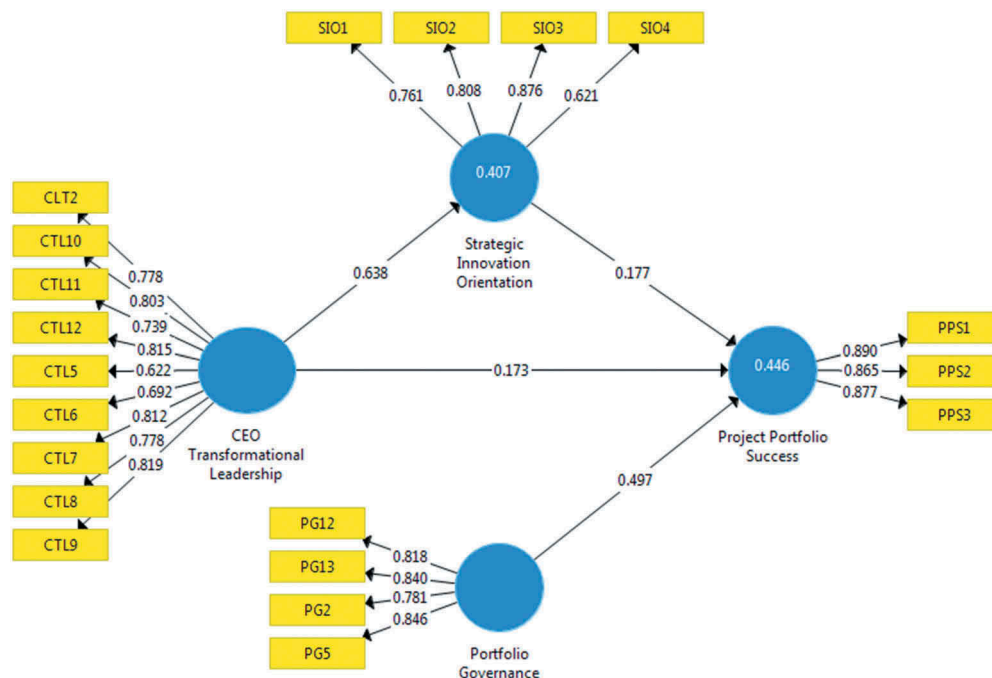 SIO1 SIO2 SIO3 SIO4
0.761 0.808 0.876 0.621
0.407
Strategic
Innovation
Orientation
CLT2
CTL10
CTL11
CTL12
CTL5
CTL6
CTL7
CTL8
CTL9
0.778
0.803
0.739
0.815
0.622
0.692
0.812
0.778
0.819
CEO
Transformational
Leadership
0.638
0.177
0.173
0.497
0.446
Project Portfolio
Success
0.890
0.865
0.877
PPS1
PPS2
PPS3
PG12
PG13
PG2
PG5
0.818
0.840
0.781
0.846
Portfolio
Governance